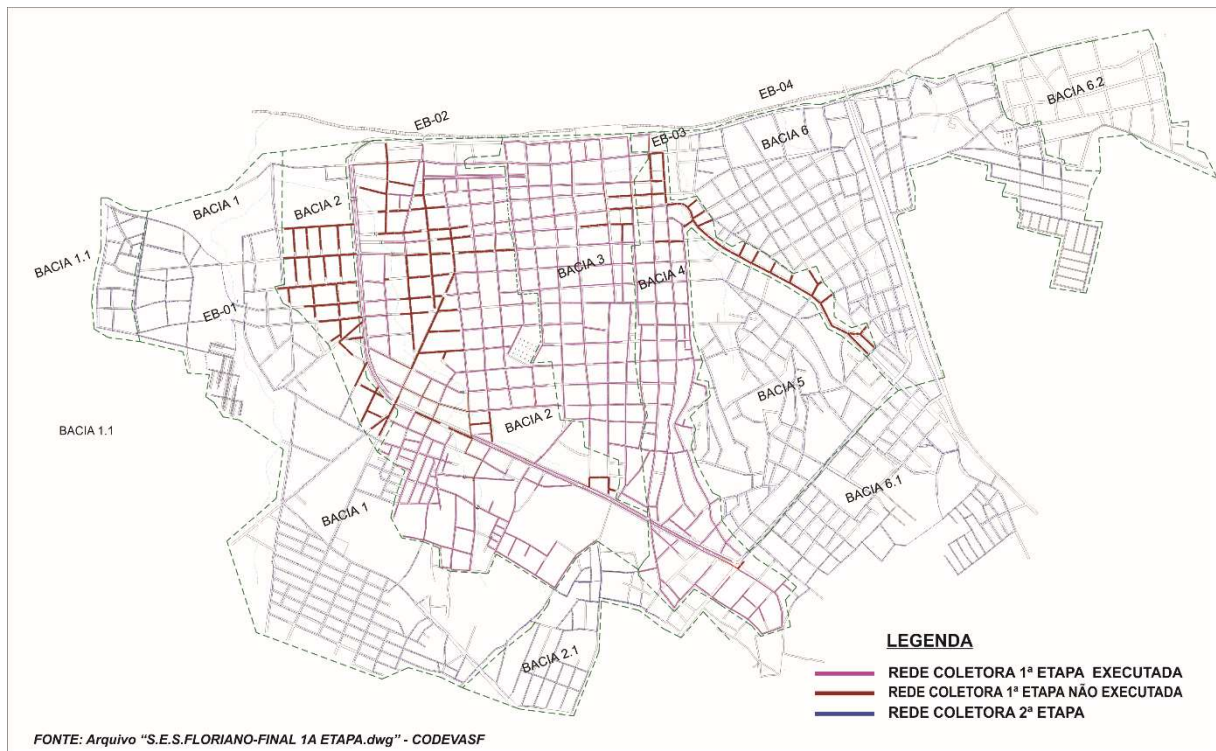 BACIA 6.2
EB-04
EB-02
EB-03
BACIA 6
BACIA 1
BACIA 2
BACIA 1.1
BACIA 3
BACIA 4
EB-01
BACIA 5
BACIA 2
BACIA 1.1
BACIA 6.1
BACIA 1
BACIA 2.1
LEGENDA
REDE COLETORA 1ª ETAPA EXECUTADA
REDE COLETORA 1ª ETAPA NÃO EXECUTADA
REDE COLETORA 2ª ETAPA
FONTE: Arquivo “S.E.S.FLORIANO-FINAL 1A ETAPA.dwg” - CODEVASF